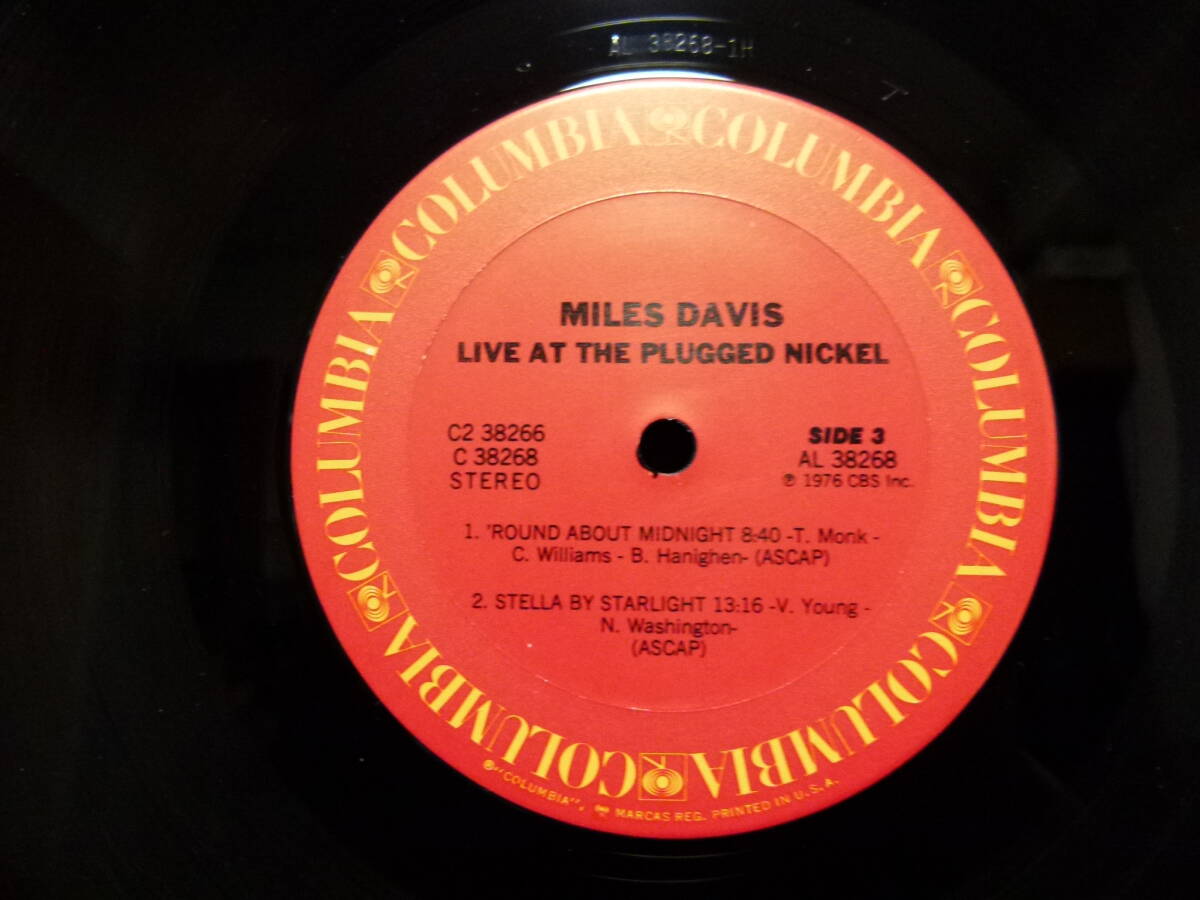 AL 38268-1H
COLUMBIA COLUMBIA COLUMBIA COLUMBIA COLUMBIA COLUMBIA
MILES DAVIS
LIVE AT THE PLUGGED NICKEL
C2 38266
C 38268
STEREO
SIDE 3
AL 38268
℗ 1976 CBS Inc.
1. 'ROUND ABOUT MIDNIGHT 8:40 -T. Monk -
C. Williams - B. Hanighen- (ASCAP)
2. STELLA BY STARLIGHT 13:16 -V. Young -
N. Washington-
(ASCAP)
®"COLUMBIA", MARCAS REG. PRINTED IN U.S.A.